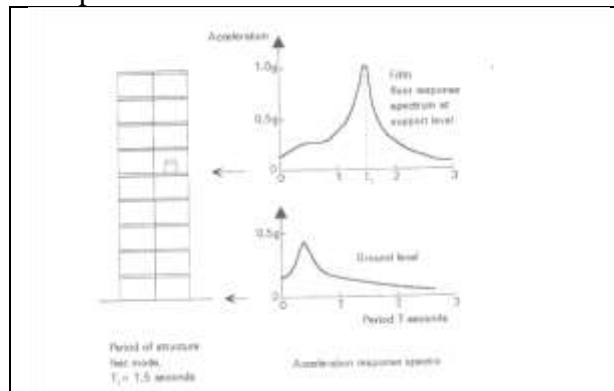 Acceleration
1.0g
Fifth
floor response
spectrum at
support level
0.5g
0
0 1 T₁ 2 3
0.5g
Ground level
0
0 1 2 3
Period T seconds
Period of structure
first mode,
T₁ = 1.5 seconds
Acceleration response spectra